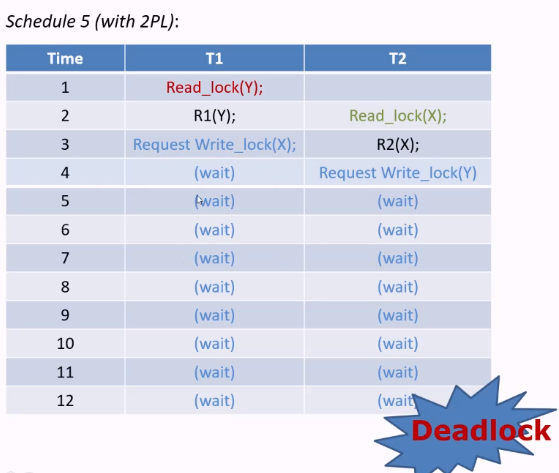 Schedule 5 (with 2PL):
Time T1 T2
1 Read_lock(Y);
2 R1(Y); Read_lock(X);
3 Request Write_lock(X); R2(X);
4 (wait) Request Write_lock(Y)
5 (wait) (wait)
6 (wait) (wait)
7 (wait) (wait)
8 (wait) (wait)
9 (wait) (wait)
10 (wait) (wait)
11 (wait) (wait)
12 (wait) (wait
Deadlock